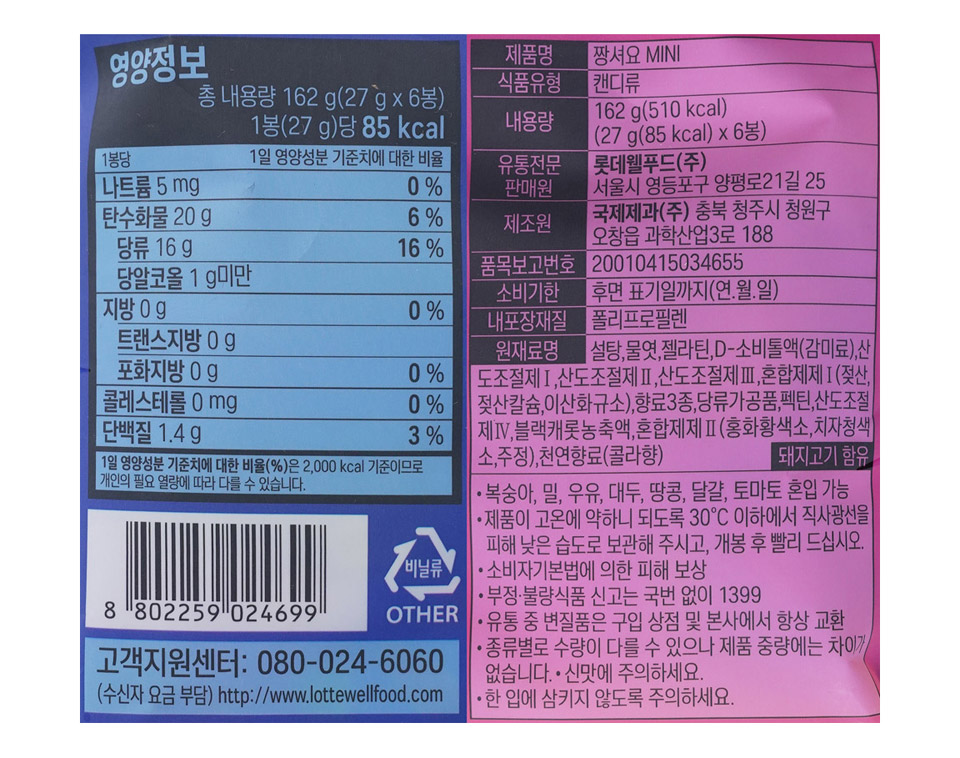 영양정보
총 내용량 162 g(27 g x 6봉)
1봉(27 g)당 85 kcal
1봉당 1일 영양성분 기준치에 대한 비율
나트륨 5 mg 0 %
탄수화물 20 g 6 %
당류 16 g 16 %
당알코올 1 g미만
지방 0 g 0 %
트랜스지방 0 g
포화지방 0 g 0 %
콜레스테롤 0 mg 0 %
단백질 1.4 g 3 %
1일 영양성분 기준치에 대한 비율(%)은 2,000 kcal 기준이므로
개인의 필요 열량에 따라 다를 수 있습니다.
8 802259 024699
비닐류
OTHER
고객지원센터: 080-024-6060
(수신자 요금 부담) http://www.lottewellfood.com
제품명 짱셔요 MINI
식품유형 캔디류
내용량 162 g(510 kcal)
(27 g(85 kcal) x 6봉)
유통전문 롯데웰푸드(주)
판매원 서울시 영등포구 양평로21길 25
제조원 국제제과(주) 충북 청주시 청원구
오창읍 과학산업3로 188
품목보고번호 20010415034655
소비기한 후면 표기일까지(연.월.일)
내포장재질 폴리프로필렌
원재료명 설탕,물엿,젤라틴,D-소비톨액(감미료),산
도조절제Ⅰ,산도조절제Ⅱ,산도조절제Ⅲ,혼합제제Ⅰ(젖산,
젖산칼슘,이산화규소),향료3종,당류가공품,펙틴,산도조절
제Ⅳ,블랙캐롯농축액,혼합제제Ⅱ(홍화황색소,치자청색
소,주정),천연향료(콜라향) 돼지고기 함유
•복숭아, 밀, 우유, 대두, 땅콩, 달걀, 토마토 혼입 가능
•제품이 고온에 약하니 되도록 30℃ 이하에서 직사광선을
피해 낮은 습도로 보관해 주시고, 개봉 후 빨리 드십시오.
•소비자기본법에 의한 피해 보상
•부정·불량식품 신고는 국번 없이 1399
•유통 중 변질품은 구입 상점 및 본사에서 항상 교환
•종류별로 수량이 다를 수 있으나 제품 중량에는 차이가
없습니다. •신맛에 주의하세요.
•한 입에 삼키지 않도록 주의하세요.